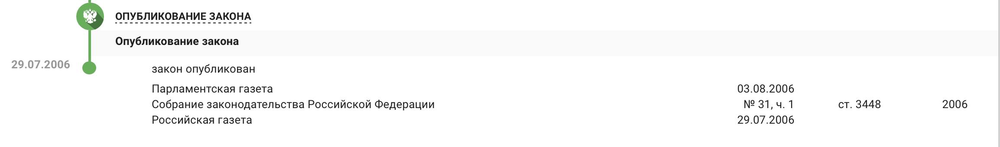 ОПУБЛИКОВАНИЕ ЗАКОНА
Опубликование закона
29.07.2006
закон опубликован
Парламентская газета 03.08.2006
Собрание законодательства Российской Федерации № 31, ч. 1 ст. 3448 2006
Российская газета 29.07.2006